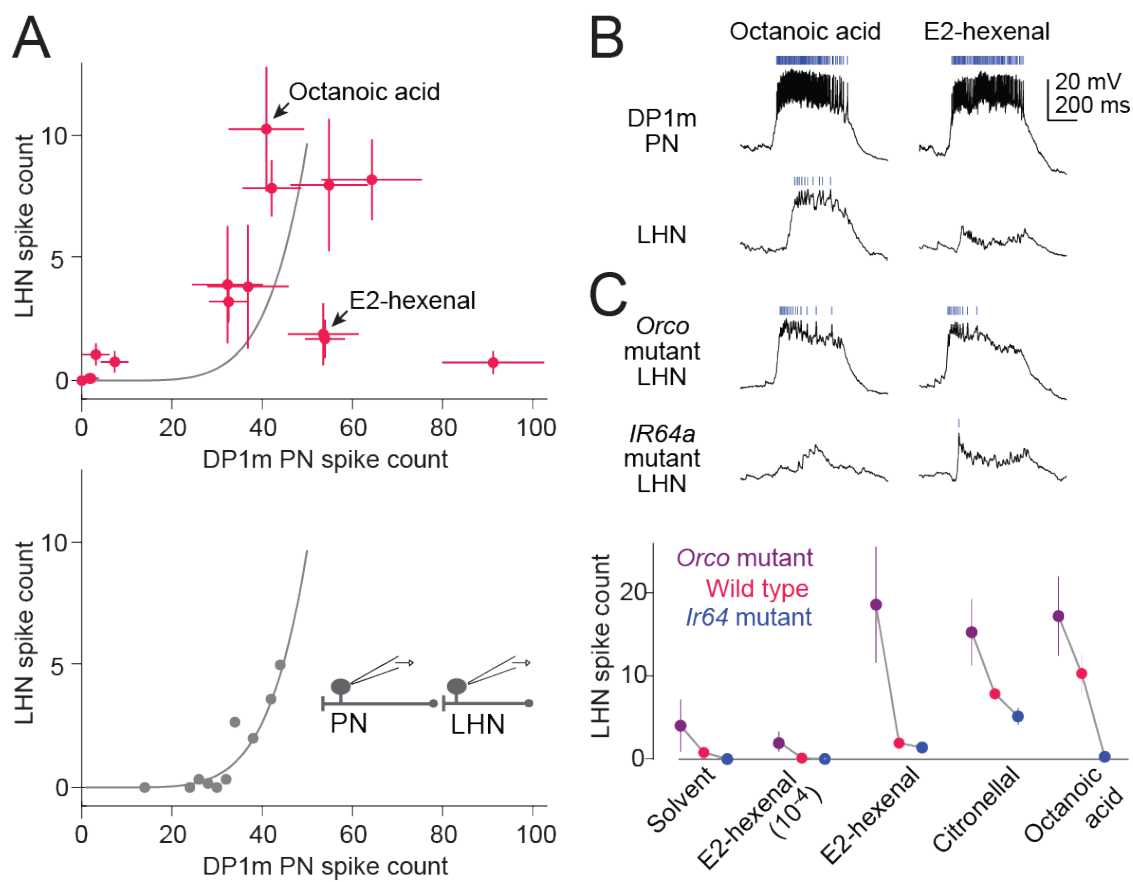 A
LHN spike count
10
5
0
Octanoic acid
E2-hexenal
0 20 40 60 80 100
DP1m PN spike count
LHN spike count
10
5
0
PN LHN
0 20 40 60 80 100
DP1m PN spike count
B
Octanoic acid E2-hexenal
20 mV
200 ms
DP1m
PN
LHN
C
Orco
mutant
LHN
IR64a
mutant
LHN
LHN spike count
20
10
0
Orco mutant
Wild type
Ir64 mutant
Solvent
E2-hexenal
(10-4)
E2-hexenal
Citronellal
Octanoic
acid